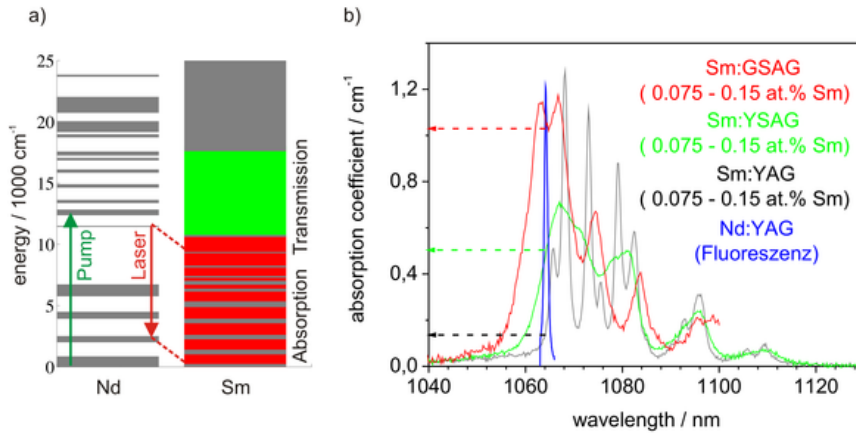 a)
b)
25
20
15
10
5
0
energy / 1000 cm⁻¹
Pump
Laser
Transmission
Absorption
Nd
Sm
1,2
0,8
0,4
0,0
absorption coefficient / cm⁻¹
Sm:GSAG
( 0.075 - 0.15 at.% Sm)
Sm:YSAG
( 0.075 - 0.15 at.% Sm)
Sm:YAG
( 0.075 - 0.15 at.% Sm)
Nd:YAG
(Fluoreszenz)
1040
1060
1080
1100
1120
wavelength / nm